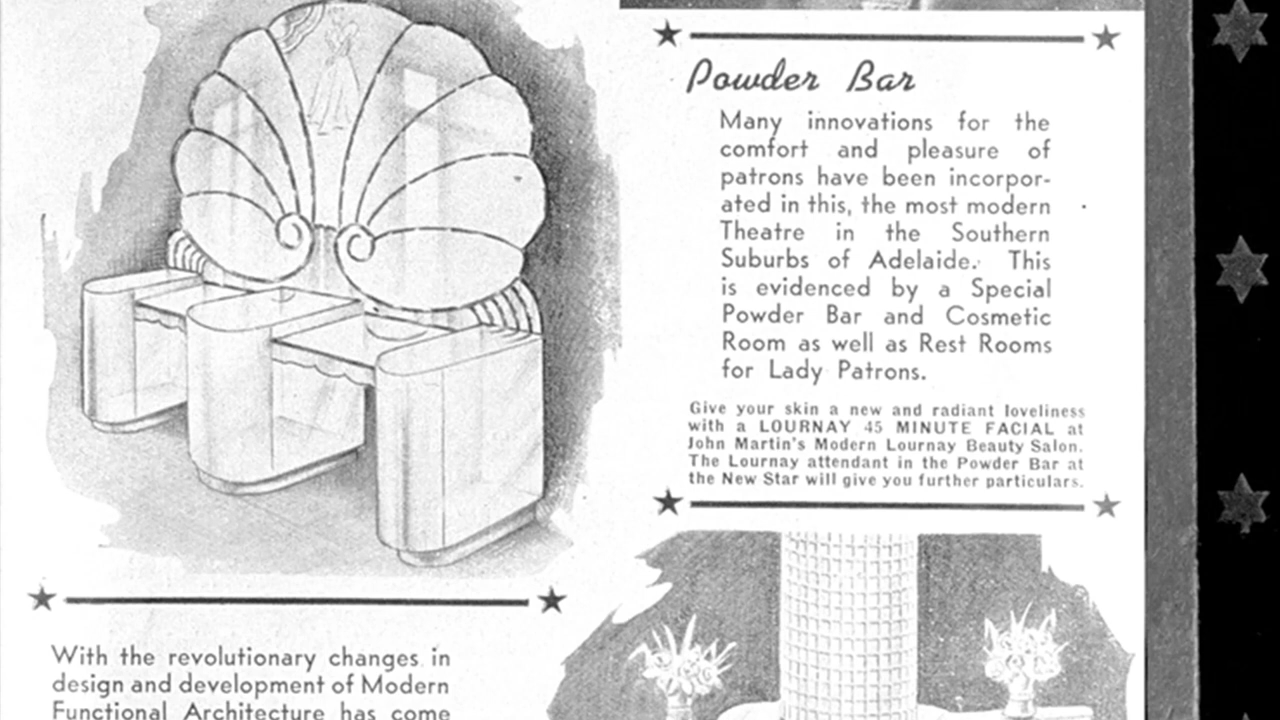 Powder Bar
Many innovations for the
comfort and pleasure of
patrons have been incorpor-
ated in this, the most modern
Theatre in the Southern
Suburbs of Adelaide. This
is evidenced by a Special
Powder Bar and Cosmetic
Room as well as Rest Rooms
for Lady Patrons.
Give your skin a new and radiant loveliness
with a LOURNAY 45 MINUTE FACIAL at
John Martin's Modern Lournay Beauty Salon.
The Lournay attendant in the Powder Bar at
the New Star will give you further particulars.
With the revolutionary changes in
design and development of Modern
Functional Architecture has come